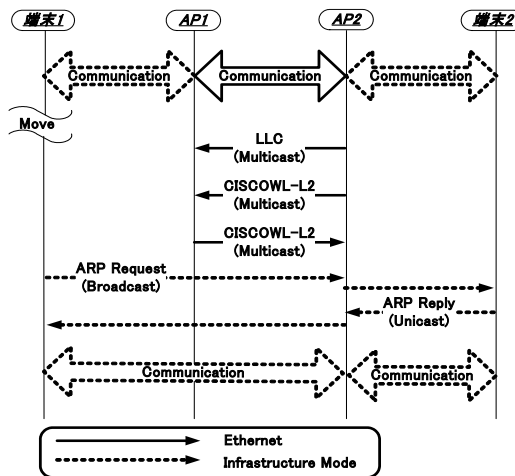 端末1
AP1
AP2
端末2
Communication
Communication
Communication
Move
LLC
(Multicast)
CISCOWL-L2
(Multicast)
CISCOWL-L2
(Multicast)
ARP Request
(Broadcast)
ARP Reply
(Unicast)
Communication
Communication
Ethernet
Infrastructure Mode